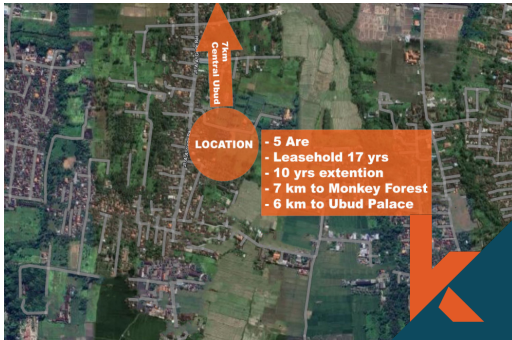 7km
Central Ubud
LOCATION
- 5 Are
- Leasehold 17 yrs
- 10 yrs extention
- 7 km to Monkey Forest
- 6 km to Ubud Palace